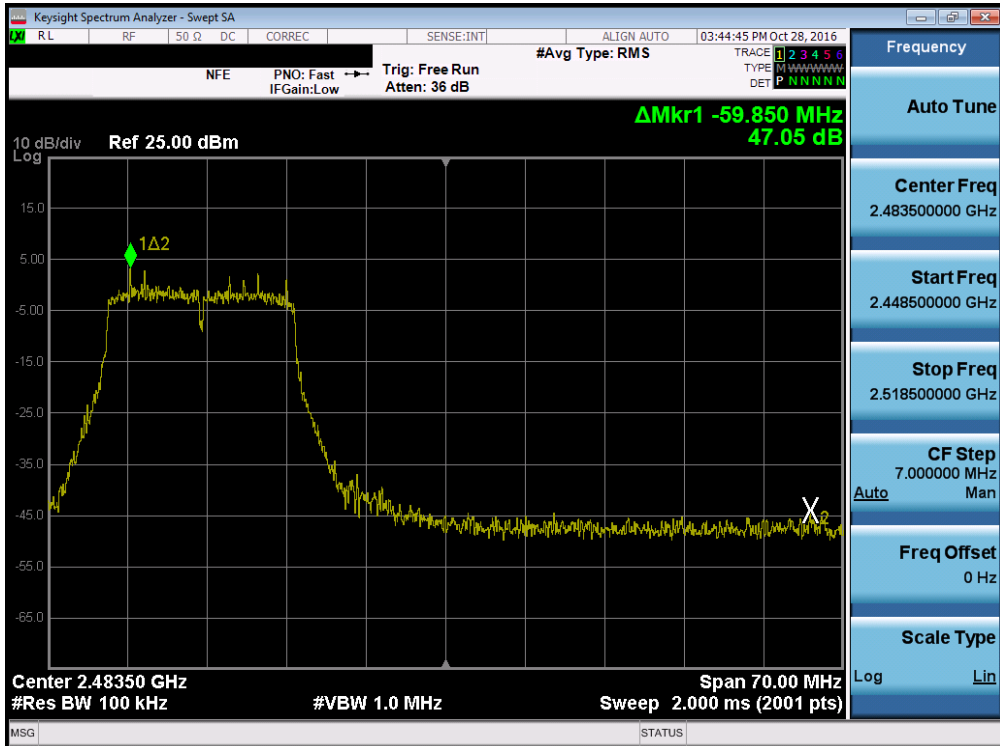 Keysight Spectrum Analyzer - Swept SA
LXI RL RF 50 Ω DC CORREC SENSE:INT ALIGN AUTO 03:44:45 PM Oct 28, 2016
#Avg Type: RMS TRACE 1 2 3 4 5 6
NFE PNO: Fast Trig: Free Run TYPE M W W W W W
IFGain:Low Atten: 36 dB DET P N N N N N
ΔMkr1 -59.850 MHz
10 dB/div Ref 25.00 dBm 47.05 dB
Log
15.0
1Δ2
5.00
-5.00
-15.0
-25.0
-35.0
-45.0
X2
-55.0
-65.0
Center 2.48350 GHz Span 70.00 MHz
#Res BW 100 kHz #VBW 1.0 MHz Sweep 2.000 ms (2001 pts)
MSG STATUS
Frequency
Auto Tune
Center Freq
2.483500000 GHz
Start Freq
2.448500000 GHz
Stop Freq
2.518500000 GHz
CF Step
7.000000 MHz
Auto Man
Freq Offset
0 Hz
Scale Type
Log Lin